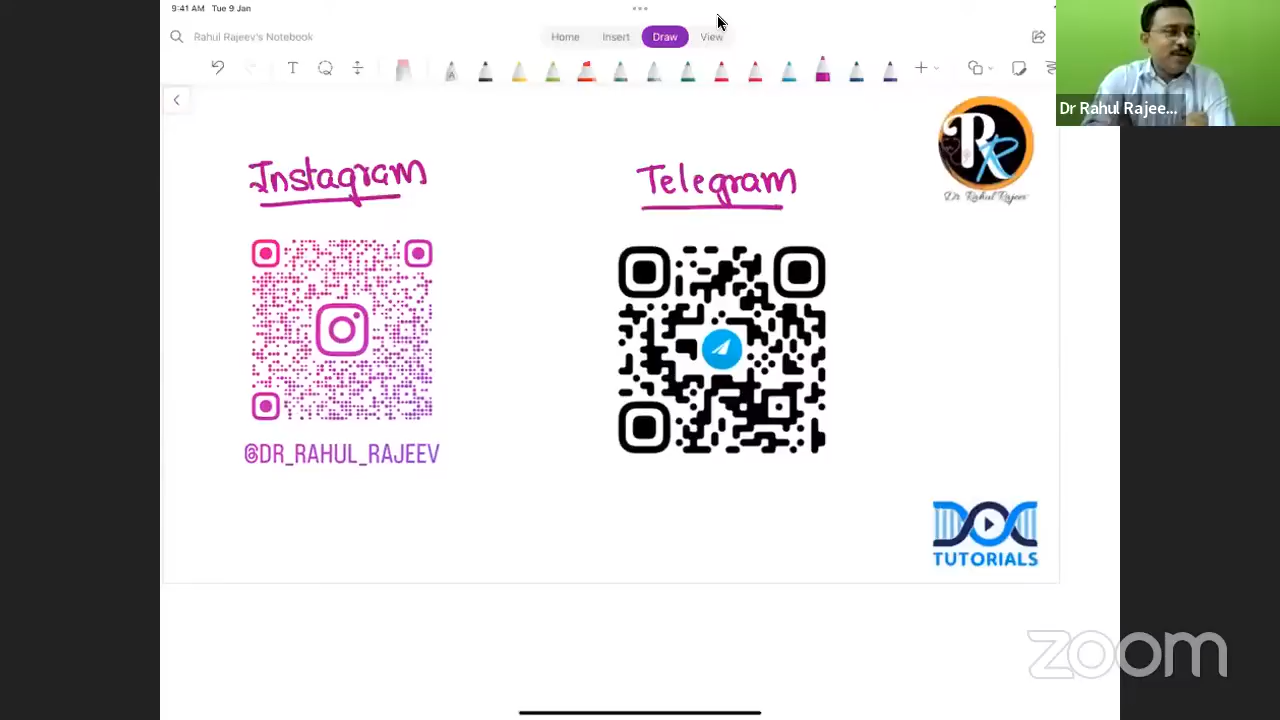 9:41 AM Tue 9 Jan
Rahul Rajeev's Notebook
Home Insert Draw View
Dr Rahul Rajee...
Instagram
Telegram
R
R
Dr. Rahul Rajeev
@DR_RAHUL_RAJEEV
DOC
TUTORIALS
zoom